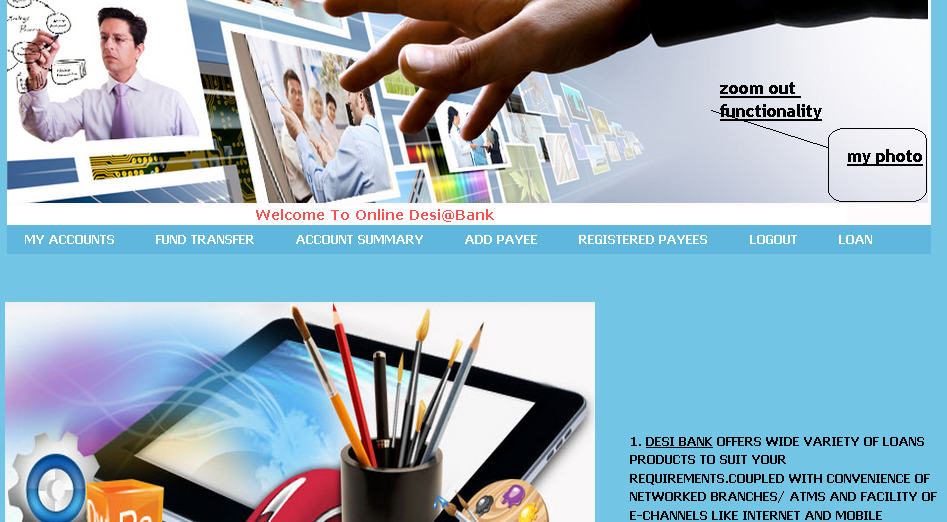 zoom out
functionality
my photo
Welcome To Online Desi@Bank
MY ACCOUNTS FUND TRANSFER ACCOUNT SUMMARY ADD PAYEE REGISTERED PAYEES LOGOUT LOAN
1. DESI BANK OFFERS WIDE VARIETY OF LOANS
PRODUCTS TO SUIT YOUR
REQUIREMENTS.COUPLED WITH CONVENIENCE OF
NETWORKED BRANCHES/ ATMS AND FACILITY OF
E-CHANNELS LIKE INTERNET AND MOBILE